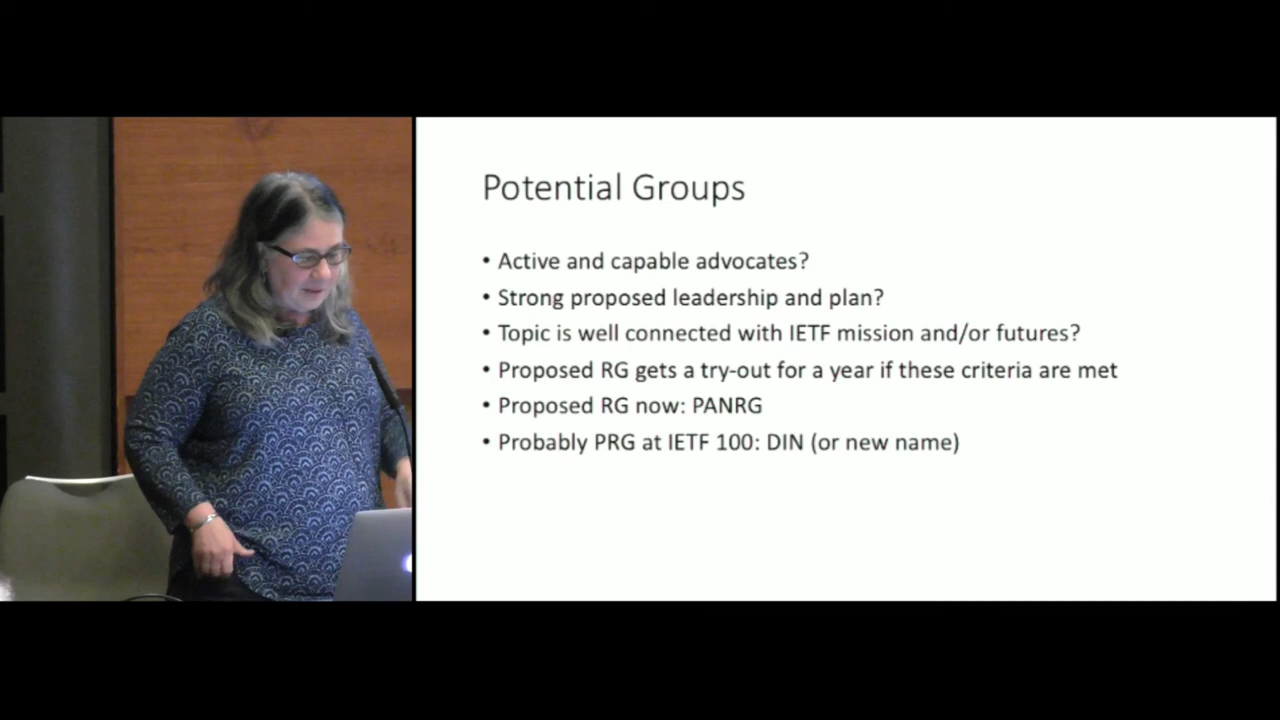 Potential Groups
• Active and capable advocates?
• Strong proposed leadership and plan?
• Topic is well connected with IETF mission and/or futures?
• Proposed RG gets a try-out for a year if these criteria are met
• Proposed RG now: PANRG
• Probably PRG at IETF 100: DIN (or new name)